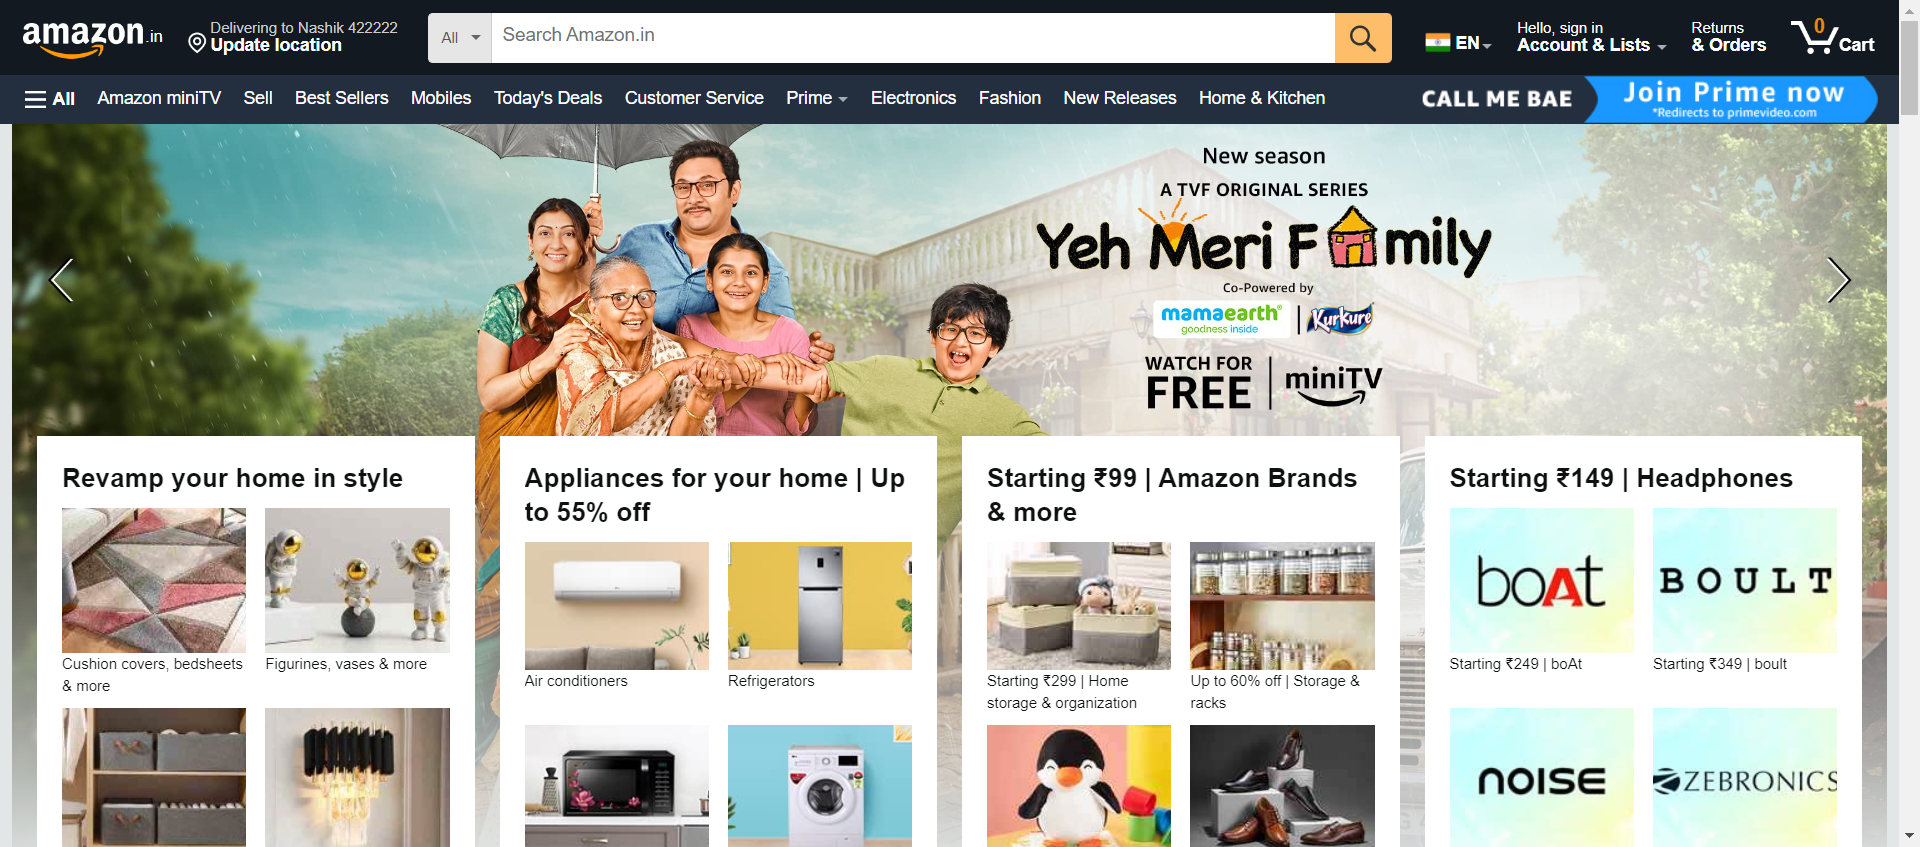 amazon.in
Delivering to Nashik 422222
Update location
All
Search Amazon.in
EN
Hello, sign in
Account & Lists
Returns
& Orders
0
Cart
All
Amazon miniTV
Sell
Best Sellers
Mobiles
Today's Deals
Customer Service
Prime
Electronics
Fashion
New Releases
Home & Kitchen
CALL ME BAE
Join Prime now
*Redirects to primevideo.com
New season
A TVF ORIGINAL SERIES
Yeh Meri Family
Co-Powered by
mamaearth®
goodness inside
Kurkure
WATCH FOR
FREE
miniTV
Revamp your home in style
Cushion covers, bedsheets
& more
Figurines, vases & more
Appliances for your home | Up
to 55% off
Air conditioners
Refrigerators
Starting ₹99 | Amazon Brands
& more
Starting ₹299 | Home
storage & organization
Up to 60% off | Storage &
racks
Starting ₹149 | Headphones
boAt
Starting ₹249 | boAt
BOULT
Starting ₹349 | boult
noise
ZEBRONICS